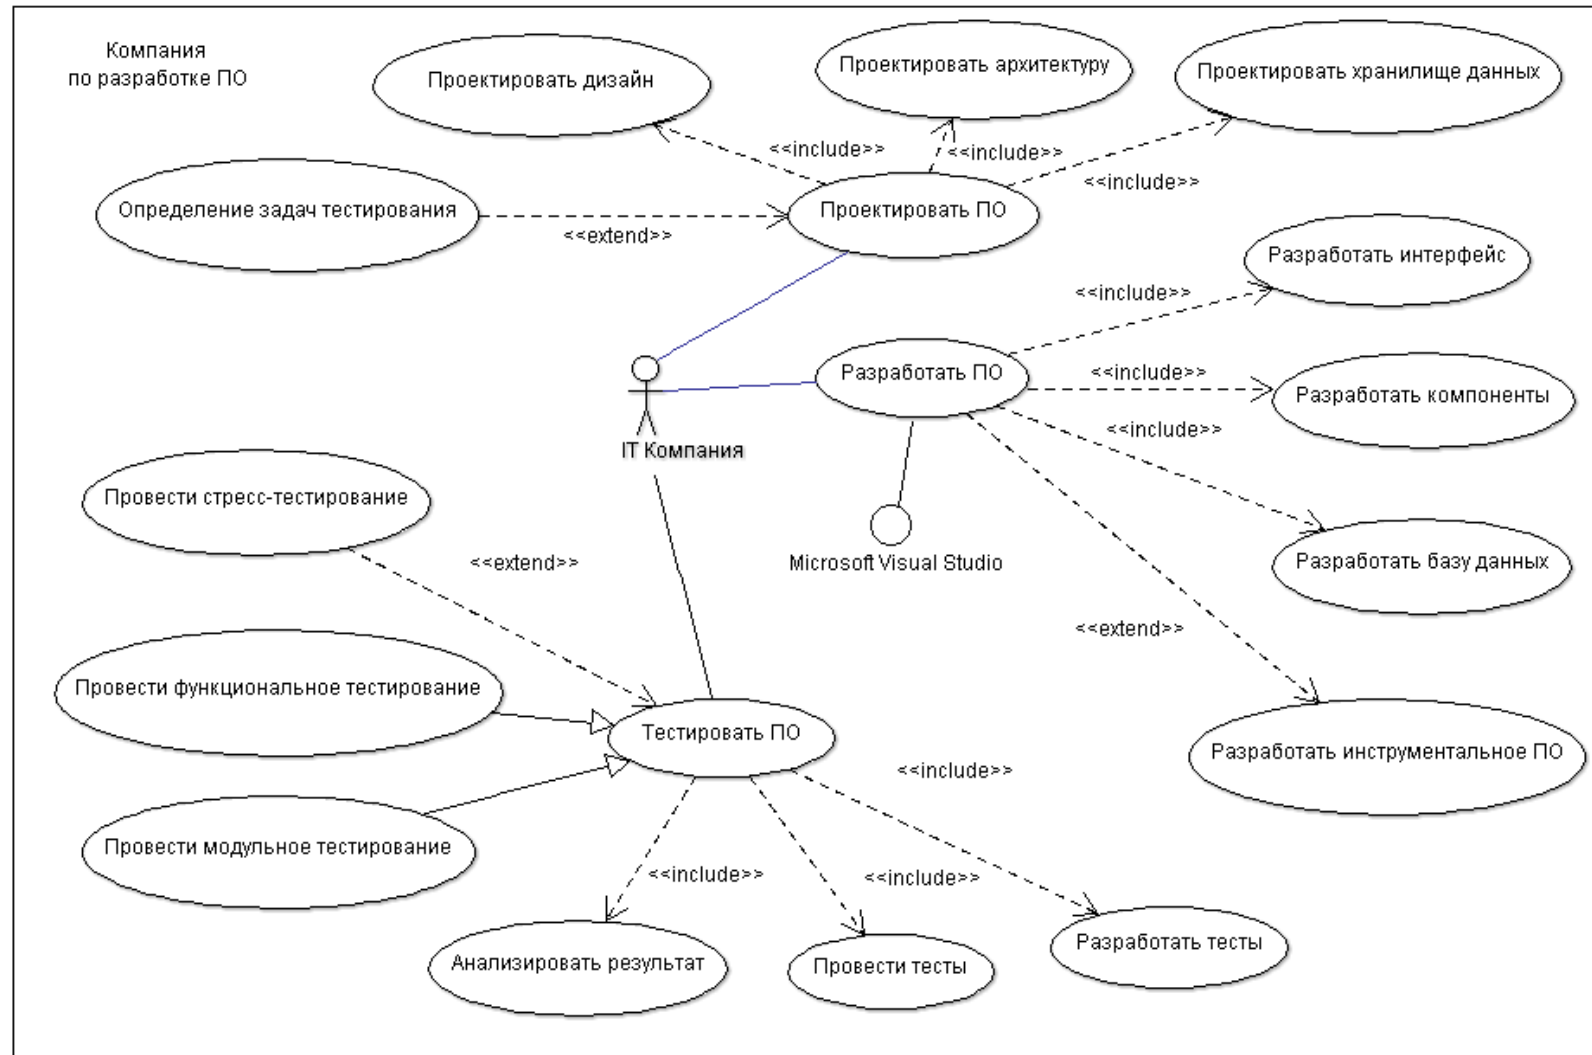 Компания
по разработке ПО
Проектировать дизайн
Проектировать архитектуру
Проектировать хранилище данных
<<include>>
<<include>>
<<include>>
Определение задач тестирования
<<extend>>
Проектировать ПО
Разработать интерфейс
<<include>>
Разработать ПО
<<include>>
Разработать компоненты
<<include>>
IT Компания
Провести стресс-тестирование
<<extend>>
Microsoft Visual Studio
Разработать базу данных
<<extend>>
Провести функциональное тестирование
Тестировать ПО
<<include>>
Разработать инструментальное ПО
Провести модульное тестирование
<<include>>
<<include>>
Анализировать результат
Провести тесты
Разработать тесты